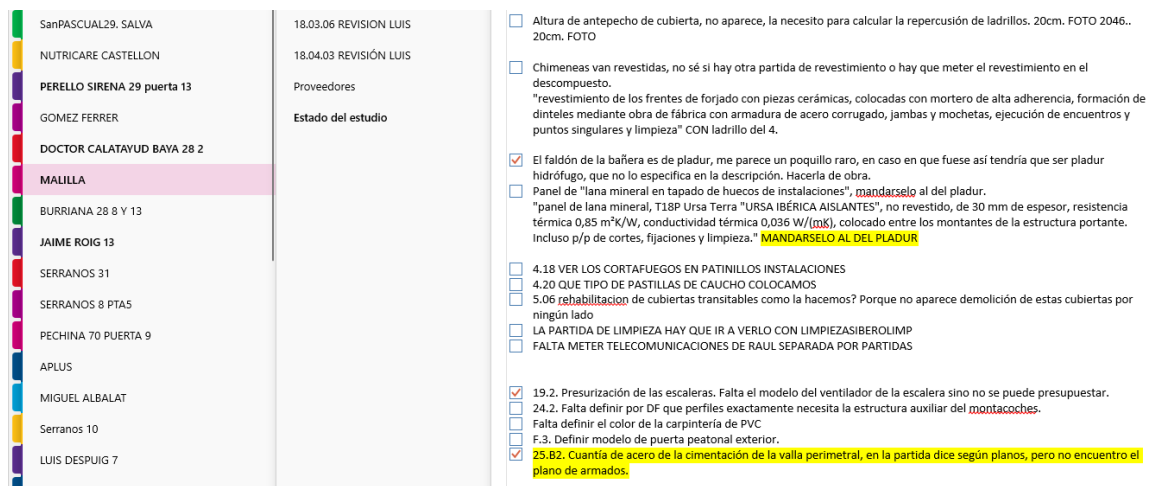 SanPASCUAL29. SALVA
NUTRICARE CASTELLON
PERELLO SIRENA 29 puerta 13
GOMEZ FERRER
DOCTOR CALATAYUD BAYA 28 2
MALILLA
BURRIANA 28 8 Y 13
JAIME ROIG 13
SERRANOS 31
SERRANOS 8 PTA5
PECHINA 70 PUERTA 9
APLUS
MIGUEL ALBALAT
Serranos 10
LUIS DESPUIG 7
18.03.06 REVISION LUIS
18.04.03 REVISIÓN LUIS
Proveedores
Estado del estudio
Altura de antepecho de cubierta, no aparece, la necesito para calcular la repercusión de ladrillos. 20cm. FOTO 2046..
20cm. FOTO
Chimeneas van revestidas, no sé si hay otra partida de revestimiento o hay que meter el revestimiento en el
descompuesto.
"revestimiento de los frentes de forjado con piezas cerámicas, colocadas con mortero de alta adherencia, formación de
dinteles mediante obra de fábrica con armadura de acero corrugado, jambas y mochetas, ejecución de encuentros y
puntos singulares y limpieza" CON ladrillo del 4.
El faldón de la bañera es de pladur, me parece un poquillo raro, en caso en que fuese así tendría que ser pladur
hidrófugo, que no lo especifica en la descripción. Hacerla de obra.
Panel de "lana mineral en tapado de huecos de instalaciones", mandarselo al del pladur.
"panel de lana mineral, T18P Ursa Terra "URSA IBÉRICA AISLANTES", no revestido, de 30 mm de espesor, resistencia
térmica 0,85 m²K/W, conductividad térmica 0,036 W/(mK), colocado entre los montantes de la estructura portante.
Incluso p/p de cortes, fijaciones y limpieza." MANDARSELO AL DEL PLADUR
4.18 VER LOS CORTAFUEGOS EN PATINILLOS INSTALACIONES
4.20 QUE TIPO DE PASTILLAS DE CAUCHO COLOCAMOS
5.06 rehabilitacion de cubiertas transitables como la hacemos? Porque no aparece demolición de estas cubiertas por
ningún lado
LA PARTIDA DE LIMPIEZA HAY QUE IR A VERLO CON LIMPIEZASIBEROLIMP
FALTA METER TELECOMUNICACIONES DE RAUL SEPARADA POR PARTIDAS
19.2. Presurización de las escaleras. Falta el modelo del ventilador de la escalera sino no se puede presupuestar.
24.2. Falta definir por DF que perfiles exactamente necesita la estructura auxiliar del montacoches.
Falta definir el color de la carpintería de PVC
F.3. Definir modelo de puerta peatonal exterior.
25.B2. Cuantía de acero de la cimentación de la valla perimetral, en la partida dice según planos, pero no encuentro el
plano de armados.